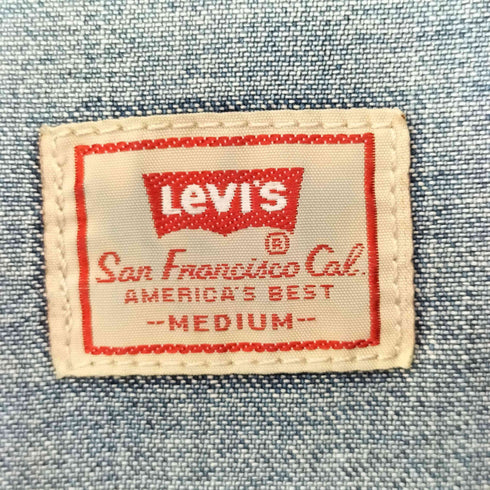 LEVI'S
®
San Francisco Cal.
AMERICA'S BEST
--MEDIUM--